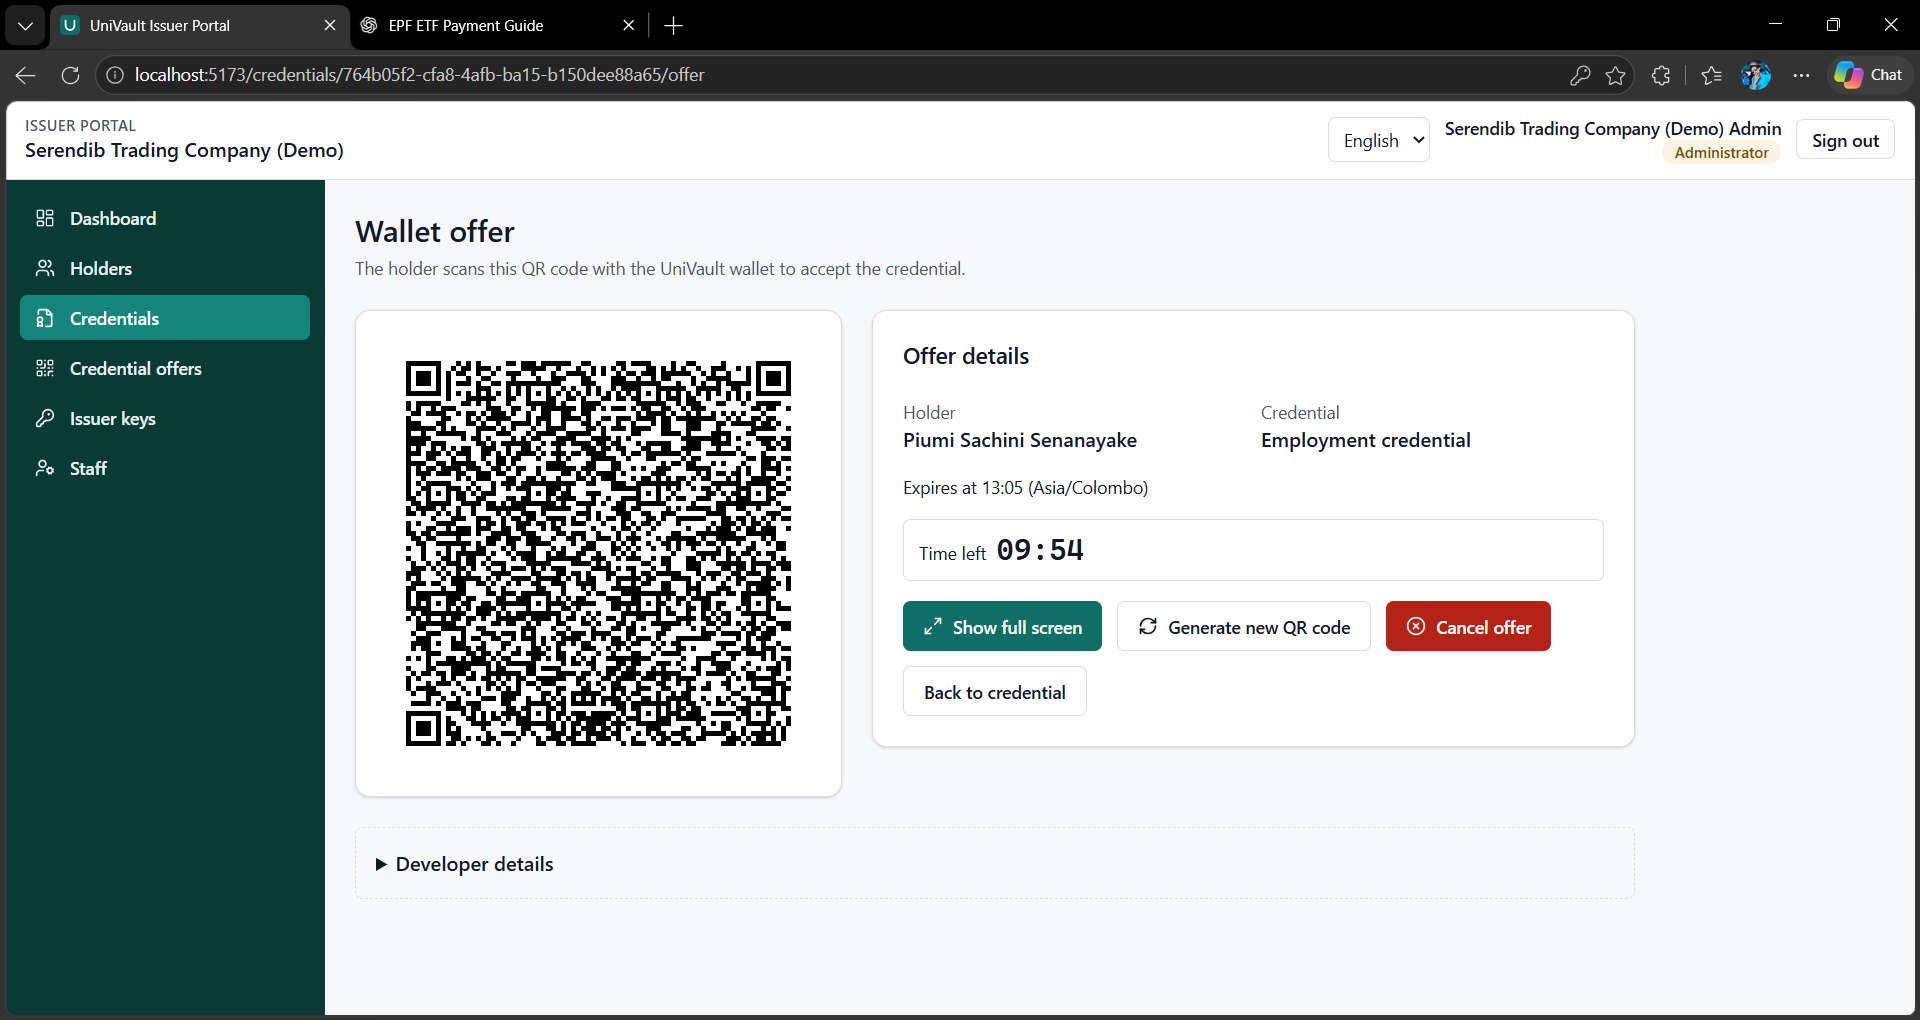 UniVault Issuer Portal
EPF ETF Payment Guide
localhost:5173/credentials/764b05f2-cfa8-4afb-ba15-b150dee88a65/offer
Chat
ISSUER PORTAL
Serendib Trading Company (Demo)
English
Serendib Trading Company (Demo) Admin
Administrator
Sign out
Dashboard
Holders
Credentials
Credential offers
Issuer keys
Staff
Wallet offer
The holder scans this QR code with the UniVault wallet to accept the credential.
Offer details
Holder
Piumi Sachini Senanayake
Credential
Employment credential
Expires at 13:05 (Asia/Colombo)
Time left 09:54
Show full screen
Generate new QR code
Cancel offer
Back to credential
Developer details